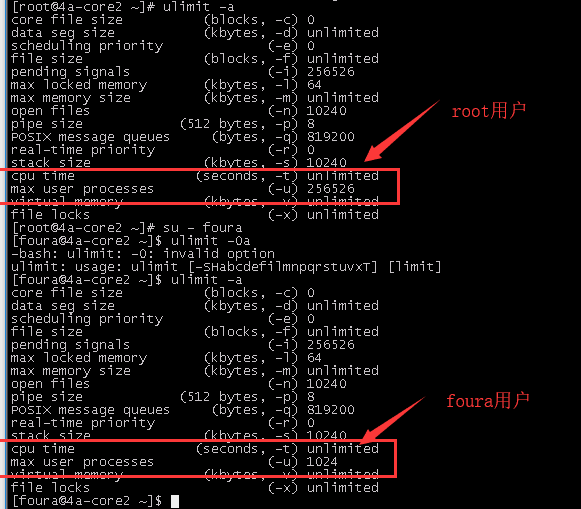 [root@4a-core2 ~]# ulimit -a
core file size          (blocks, -c) 0
data seg size           (kbytes, -d) unlimited
scheduling priority             (-e) 0
file size               (blocks, -f) unlimited
pending signals                 (-i) 256526
max locked memory       (kbytes, -l) 64
max memory size         (kbytes, -m) unlimited
open files                      (-n) 10240
pipe size            (512 bytes, -p) 8
POSIX message queues     (bytes, -q) 819200
real-time priority              (-r) 0
stack size              (kbytes, -s) 10240
cpu time               (seconds, -t) unlimited
max user processes              (-u) 256526
virtual memory          (kbytes, -v) unlimited
file locks                      (-x) unlimited
root用户
[root@4a-core2 ~]# su - foura
[foura@4a-core2 ~]$ ulimit -0a
-bash: ulimit: -0: invalid option
ulimit: usage: ulimit [-SHabcdefilmnpqrstuvxT] [limit]
[foura@4a-core2 ~]$ ulimit -a
core file size          (blocks, -c) 0
data seg size           (kbytes, -d) unlimited
scheduling priority             (-e) 0
file size               (blocks, -f) unlimited
pending signals                 (-i) 256526
max locked memory       (kbytes, -l) 64
max memory size         (kbytes, -m) unlimited
open files                      (-n) 10240
pipe size            (512 bytes, -p) 8
POSIX message queues     (bytes, -q) 819200
real-time priority              (-r) 0
stack size              (kbytes, -s) 10240
cpu time               (seconds, -t) unlimited
max user processes              (-u) 1024
virtual memory          (kbytes, -v) unlimited
file locks                      (-x) unlimited
foura用户
[foura@4a-core2 ~]$